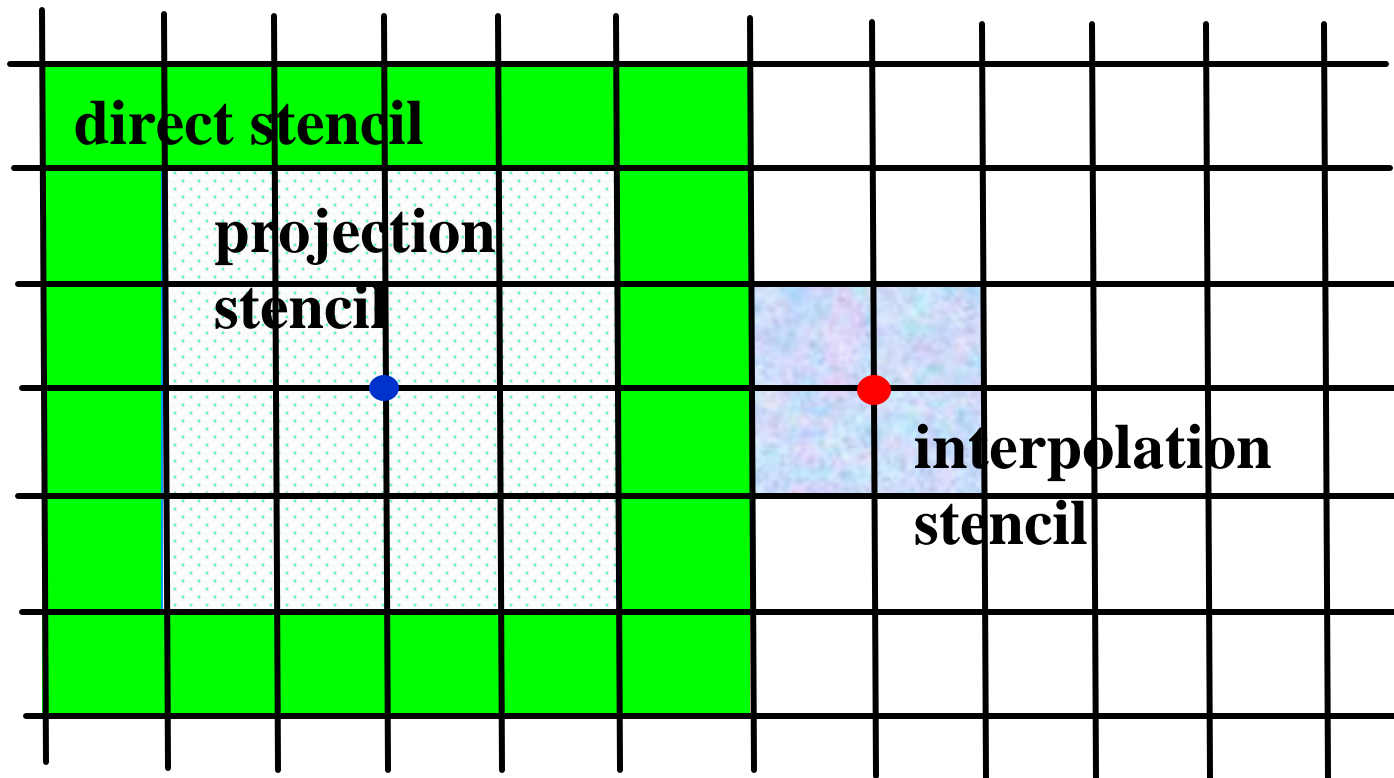 direct stencil
projection
stencil
interpolation
stencil